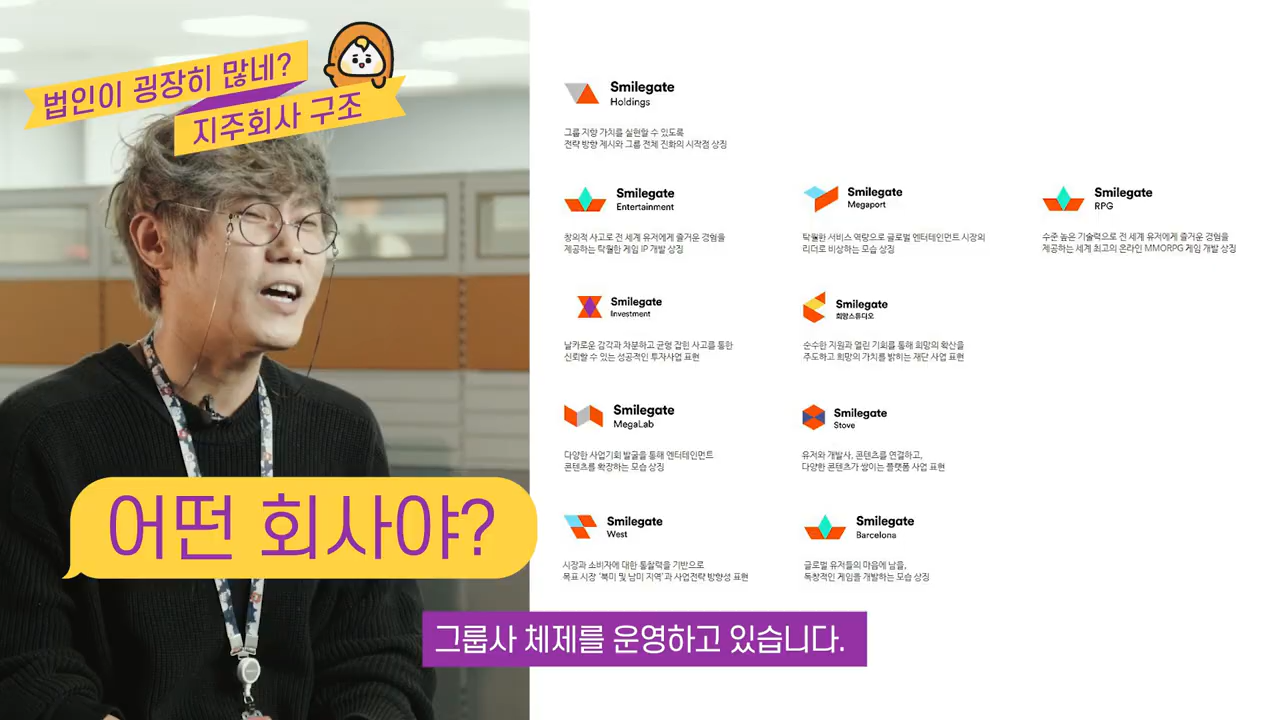 법인이 굉장히 많네?
지주회사 구조
Smilegate
Holdings
그룹 지향 가치를 실현할 수 있도록
전략 방향 제시와 그룹 전체 진화의 시작점 상징
Smilegate
Entertainment
창의적 사고로 전 세계 유저에게 즐거운 경험을
제공하는 탁월한 게임 IP 개발 상징
Smilegate
Megaport
탁월한 서비스 역량으로 글로벌 엔터테인먼트 시장의
리더로 비상하는 모습 상징
Smilegate
RPG
수준 높은 기술력으로 전 세계 유저에게 즐거운 경험을
제공하는 세계 최고의 온라인 MMORPG 게임 개발 상징
Smilegate
Investment
날카로운 감각과 차분하고 균형 잡힌 사고를 통한
신뢰할 수 있는 성공적인 투자사업 표현
Smilegate
희망스튜디오
순수한 지원과 열린 기회를 통해 희망의 확산을
주도하고 희망의 가치를 밝히는 재단 사업 표현
Smilegate
MegaLab
다양한 사업기회 발굴을 통해 엔터테인먼트
콘텐츠를 확장하는 모습 상징
Smilegate
Stove
유저와 개발사, 콘텐츠를 연결하고,
다양한 콘텐츠가 쌓이는 플랫폼 사업 표현
Smilegate
West
시장과 소비자에 대한 통찰력을 기반으로
목표 시장 '북미 및 남미 지역'과 사업전략 방향성 표현
Smilegate
Barcelona
글로벌 유저들의 마음에 남을,
독창적인 게임을 개발하는 모습 상징
어떤 회사야?
그룹사 체제를 운영하고 있습니다.